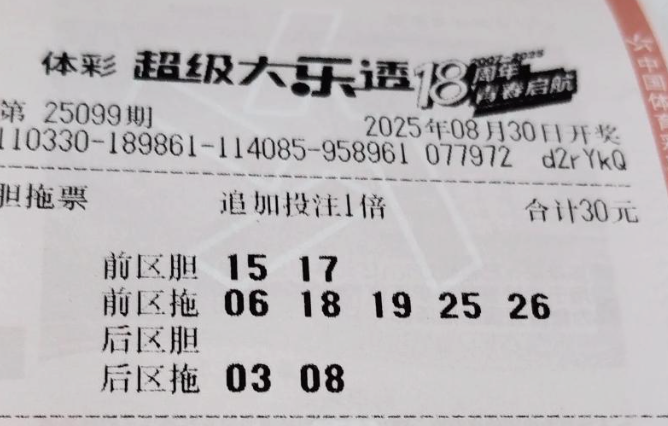 体彩 超级大乐透 18周年 2007-2025 青春启航
第 25099期 2025年08月30日开奖
110330-189861-114085-958961 077972 d2rYkQ
胆拖票 追加投注1倍 合计30元
前区胆 15 17
前区拖 06 18 19 25 26
后区胆
后区拖 03 08
中国体育